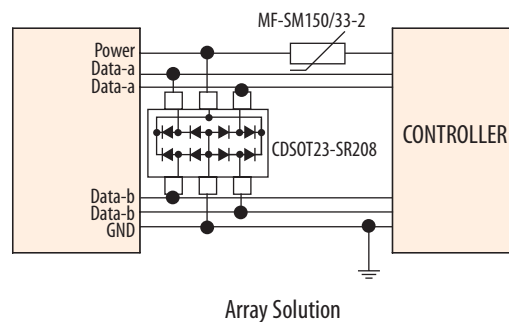 MF-SM150/33-2
Power
Data-a
Data-a
CDSOT23-SR208
CONTROLLER
Data-b
Data-b
GND
Array Solution